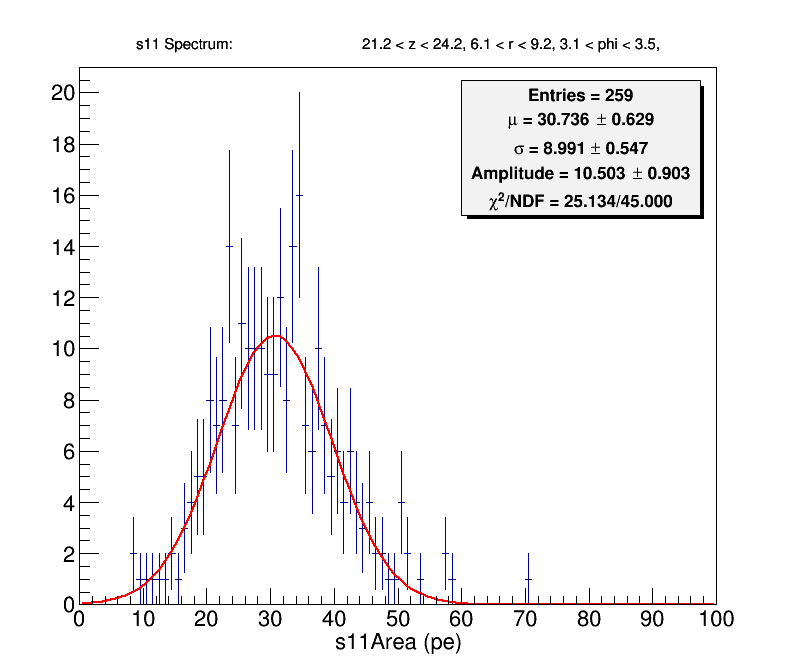 s11 Spectrum: 21.2 < z < 24.2, 6.1 < r < 9.2, 3.1 < phi < 3.5,
Entries = 259
μ = 30.736 ± 0.629
σ = 8.991 ± 0.547
Amplitude = 10.503 ± 0.903
χ²/NDF = 25.134/45.000
20
18
16
14
12
10
8
6
4
2
0
0 10 20 30 40 50 60 70 80 90 100
s11Area (pe)